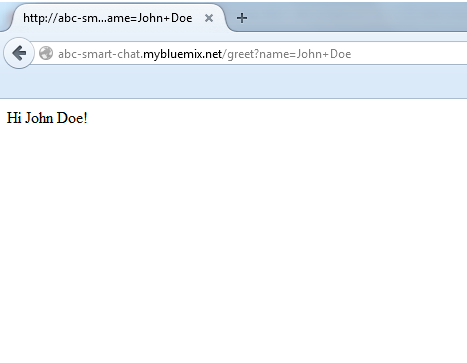 http://abc-sm...ame=John+Doe
abc-smart-chat.mybluemix.net/greet?name=John+Doe
Hi John Doe!